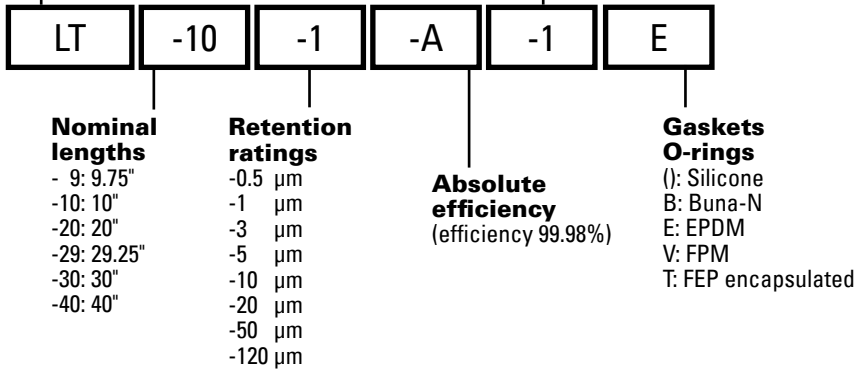 LT -10 -1 -A -1 E
Nominal
lengths
- 9: 9.75"
-10: 10"
-20: 20"
-29: 29.25"
-30: 30"
-40: 40"
Retention
ratings
-0.5 µm
-1 µm
-3 µm
-5 µm
-10 µm
-20 µm
-50 µm
-120 µm
Absolute
efficiency
(efficiency 99.98%)
Gaskets
O-rings
(): Silicone
B: Buna-N
E: EPDM
V: FPM
T: FEP encapsulated